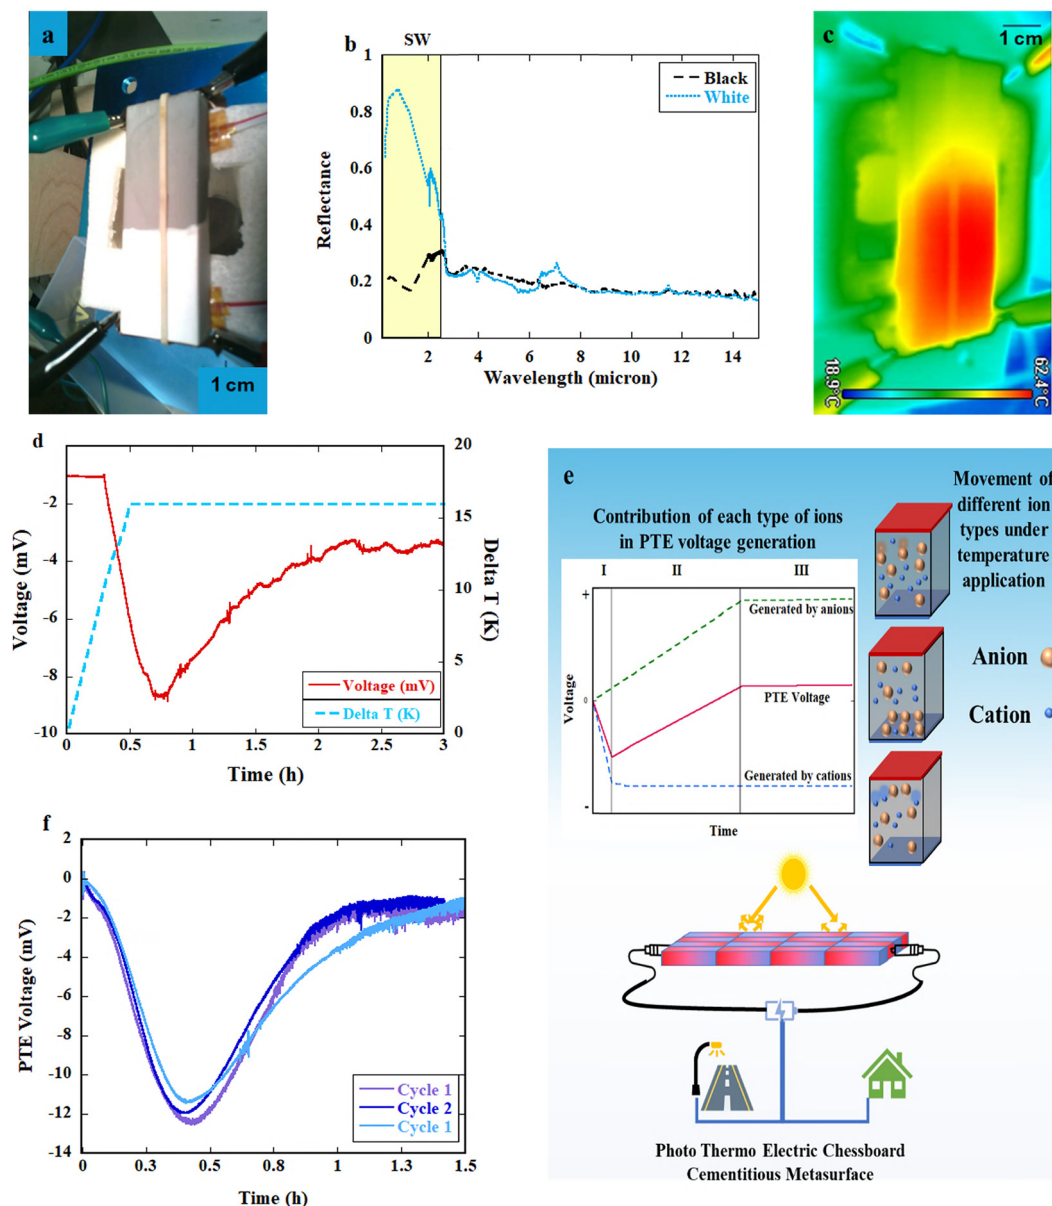 a
1 cm
b
SW
Black
White
1
0.8
0.6
0.4
0.2
0
Reflectance
2
4
6
8
10
12
14
Wavelength (micron)
c
1 cm
18.9°C
62.4°C
d
-2
-4
-6
-8
-10
Voltage (mV)
20
15
10
5
0
Delta T (K)
Voltage (mV)
Delta T (K)
0
0.5
1
1.5
2
2.5
3
Time (h)
e
Contribution of each type of ions
in PTE voltage generation
I
II
III
+
0
-
Voltage
Generated by anions
PTE Voltage
Generated by cations
Time
Movement of
different ion
types under
temperature
application
Anion
Cation
Photo Thermo Electric Chessboard
Cementitious Metasurface
f
2
0
-2
-4
-6
-8
-10
-12
-14
PTE Voltage (mV)
Cycle 1
Cycle 2
Cycle 1
0
0.3
0.5
0.8
1
1.3
1.5
Time (h)